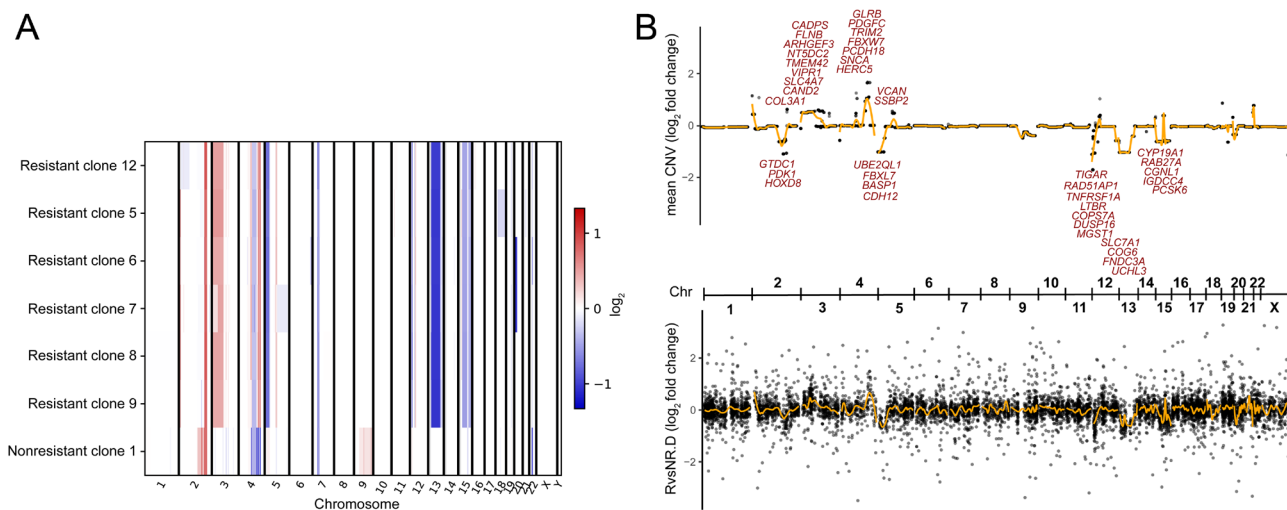 A
Resistant clone 12
Resistant clone 5
Resistant clone 6
Resistant clone 7
Resistant clone 8
Resistant clone 9
Nonresistant clone 1
1 2 3 4 5 6 7 8 9 10 11 12 13 14 15 16 17 18 19 20 21 22 X Y
Chromosome
1
0
−1
log2
B
mean CNV (log2 fold change)
2
0
−2
CADPS
FLNB
ARHGEF3
NT5DC2
TMEM42
VIPR1
SLC4A7
CAND2
COL3A1
GLRB
PDGFC
TRIM2
FBXW7
PCDH18
SNCA
HERC5
VCAN
SSBP2
GTDC1
PDK1
HOXD8
UBE2QL1
FBXL7
BASP1
CDH12
TIGAR
RAD51AP1
TNFRSF1A
LTBR
COPS7A
DUSP16
MGST1
SLC7A1
COG6
FNDC3A
UCHL3
CYP19A1
RAB27A
CGNL1
IGDCC4
PCSK6
Chr
2 4 6 8 10 12 14 16 18 20 22
1 3 5 7 9 11 13 15 17 19 21 X
RvsNR.D (log2 fold change)
2
0
−2